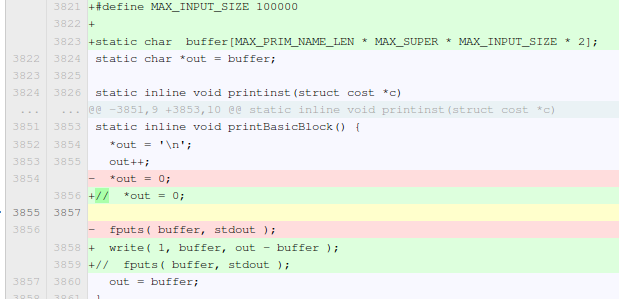 3821 +#define MAX_INPUT_SIZE 100000
3822 +
3823 +static char  buffer[MAX_PRIM_NAME_LEN * MAX_SUPER * MAX_INPUT_SIZE * 2];
3822 3824 static char *out = buffer;
3823 3825
3824 3826 static inline void printinst(struct cost *c)
... ... @@ -3851,9 +3853,10 @@ static inline void printinst(struct cost *c)
3851 3853 static inline void printBasicBlock() {
3852 3854   *out = '\n';
3853 3855   out++;
3854 -  *out = 0;
3856 +//  *out = 0;
3855 3857
3856 -  fputs( buffer, stdout );
3858 +  write( 1, buffer, out - buffer );
3859 +//  fputs( buffer, stdout );
3857 3860   out = buffer;
3858 3861 }